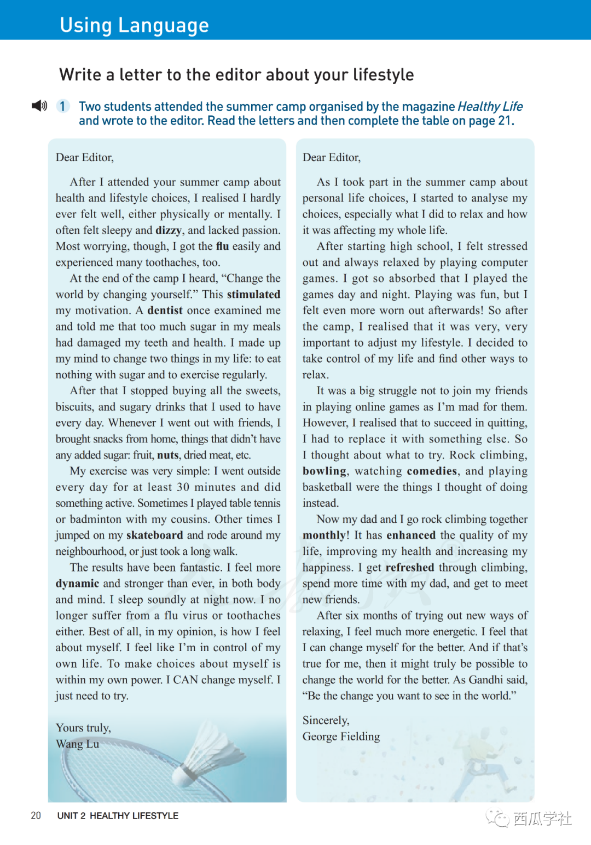 Using Language
Write a letter to the editor about your lifestyle
1 Two students attended the summer camp organised by the magazine Healthy Life
and wrote to the editor. Read the letters and then complete the table on page 21.
Dear Editor,
After I attended your summer camp about
health and lifestyle choices, I realised I hardly
ever felt well, either physically or mentally. I
often felt sleepy and dizzy, and lacked passion.
Most worrying, though, I got the flu easily and
experienced many toothaches, too.
At the end of the camp I heard, “Change the
world by changing yourself.” This stimulated
my motivation. A dentist once examined me
and told me that too much sugar in my meals
had damaged my teeth and health. I made up
my mind to change two things in my life: to eat
nothing with sugar and to exercise regularly.
After that I stopped buying all the sweets,
biscuits, and sugary drinks that I used to have
every day. Whenever I went out with friends, I
brought snacks from home, things that didn’t have
any added sugar: fruit, nuts, dried meat, etc.
My exercise was very simple: I went outside
every day for at least 30 minutes and did
something active. Sometimes I played table tennis
or badminton with my cousins. Other times I
jumped on my skateboard and rode around my
neighbourhood, or just took a long walk.
The results have been fantastic. I feel more
dynamic and stronger than ever, in both body
and mind. I sleep soundly at night now. I no
longer suffer from a flu virus or toothaches
either. Best of all, in my opinion, is how I feel
about myself. I feel like I’m in control of my
own life. To make choices about myself is
within my own power. I CAN change myself. I
just need to try.
Yours truly,
Wang Lu
Dear Editor,
As I took part in the summer camp about
personal life choices, I started to analyse my
choices, especially what I did to relax and how
it was affecting my whole life.
After starting high school, I felt stressed
out and always relaxed by playing computer
games. I got so absorbed that I played the
games day and night. Playing was fun, but I
felt even more worn out afterwards! So after
the camp, I realised that it was very, very
important to adjust my lifestyle. I decided to
take control of my life and find other ways to
relax.
It was a big struggle not to join my friends
in playing online games as I’m mad for them.
However, I realised that to succeed in quitting,
I had to replace it with something else. So
I thought about what to try. Rock climbing,
bowling, watching comedies, and playing
basketball were the things I thought of doing
instead.
Now my dad and I go rock climbing together
monthly! It has enhanced the quality of my
life, improving my health and increasing my
happiness. I get refreshed through climbing,
spend more time with my dad, and get to meet
new friends.
After six months of trying out new ways of
relaxing, I feel much more energetic. I feel that
I can change myself for the better. And if that’s
true for me, then it might truly be possible to
change the world for the better. As Gandhi said,
“Be the change you want to see in the world.”
Sincerely,
George Fielding
20 UNIT 2 HEALTHY LIFESTYLE
西瓜学社